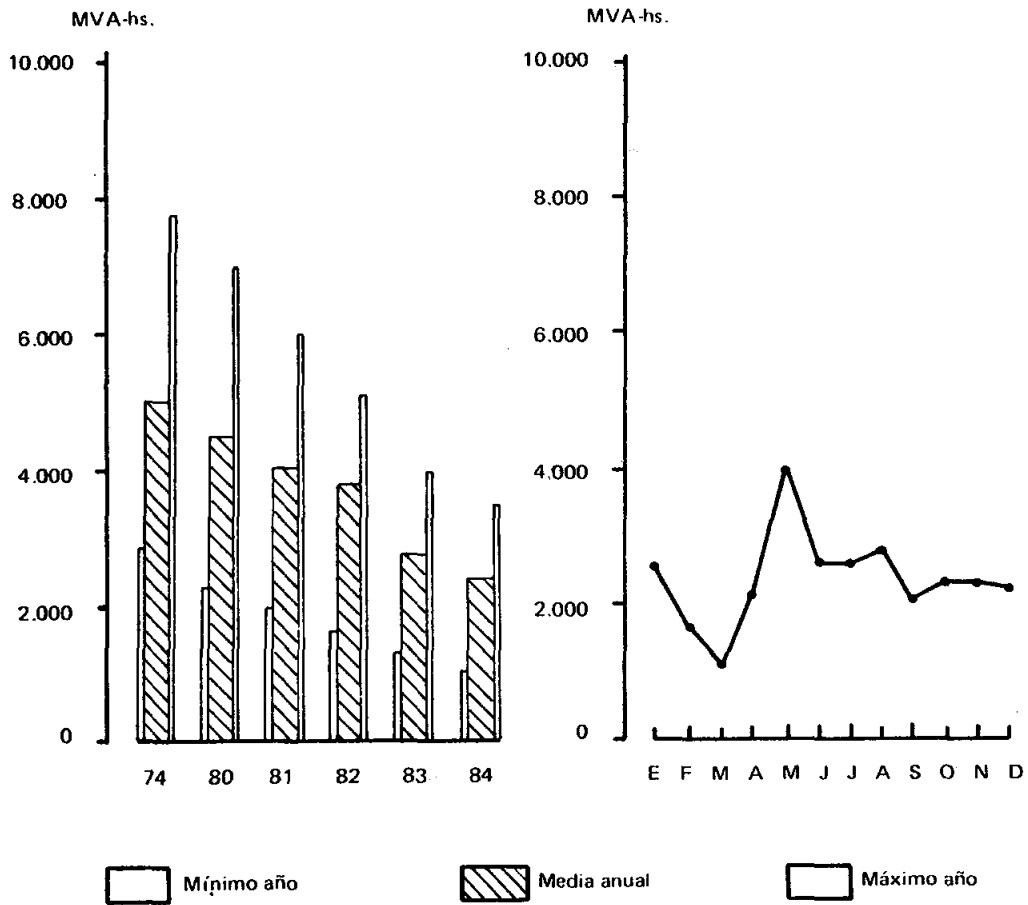 MVA-hs.
10.000
8.000
6.000
4.000
2.000
0
74 80 81 82 83 84
MVA-hs.
10.000
8.000
6.000
4.000
2.000
0
E F M A M J J A S O N D
Mínimo año
Media anual
Máximo año